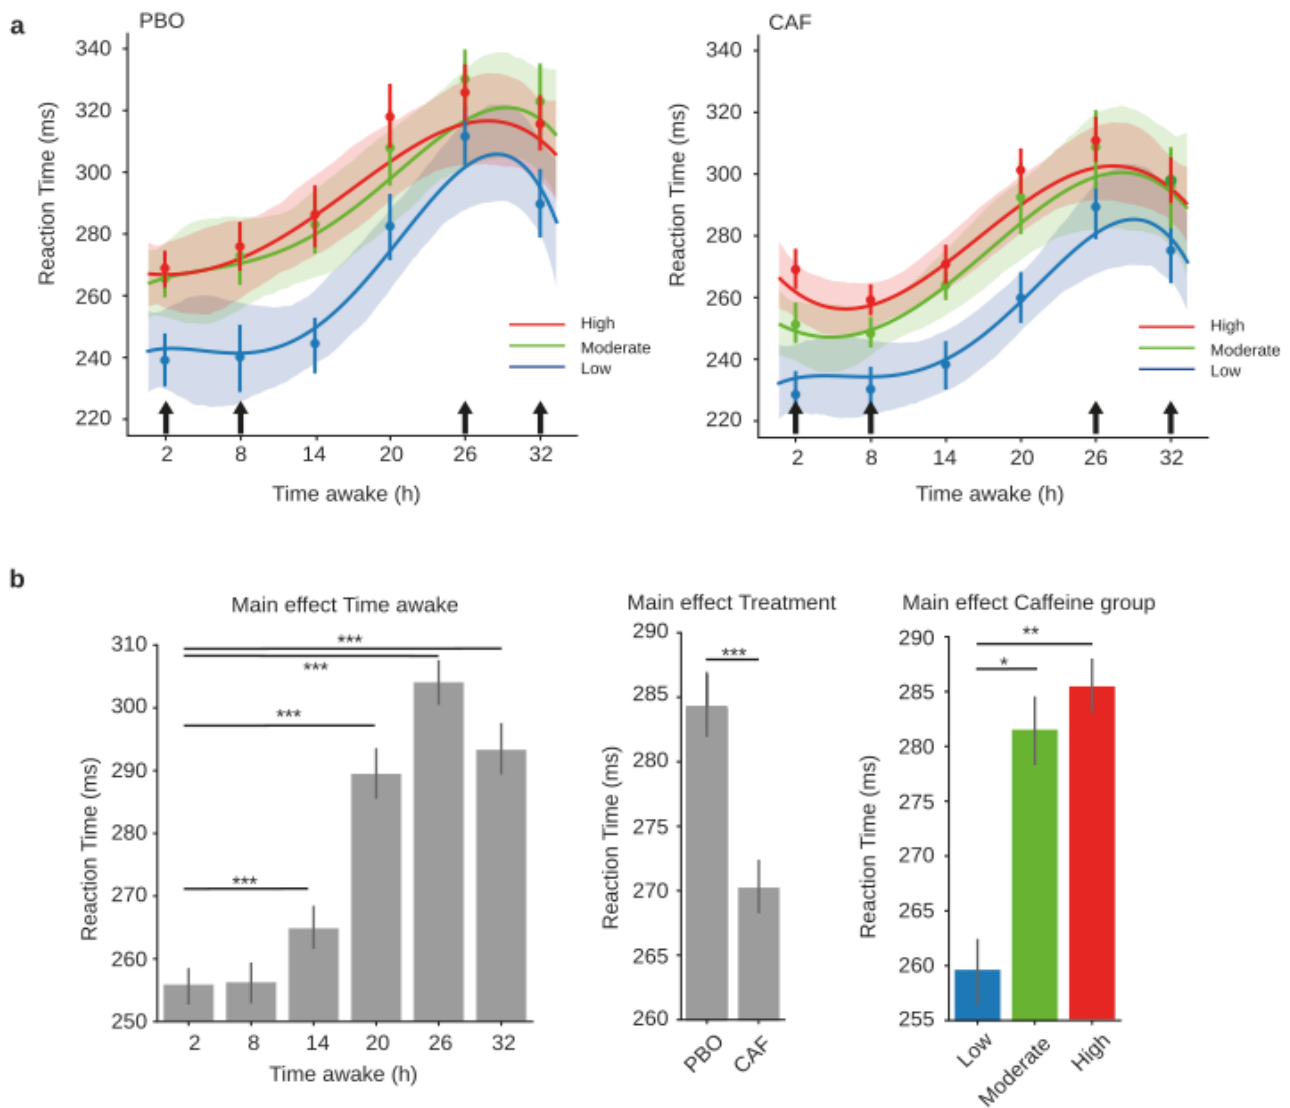 a
PBO
340
320
300
280
260
240
220
Reaction Time (ms)
High
Moderate
Low
2 8 14 20 26 32
Time awake (h)
CAF
340
320
300
280
260
240
220
Reaction Time (ms)
High
Moderate
Low
2 8 14 20 26 32
Time awake (h)
b
Main effect Time awake
310
300
290
280
270
260
250
Reaction Time (ms)
***
***
***
***
2 8 14 20 26 32
Time awake (h)
Main effect Treatment
290
285
280
275
270
265
260
Reaction Time (ms)
***
PBO CAF
Main effect Caffeine group
290
285
280
275
270
265
260
255
Reaction Time (ms)
**
*
Low Moderate High